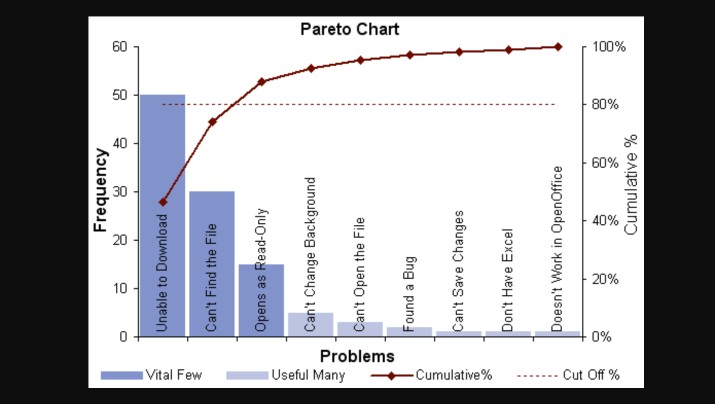 Pareto Chart
60
50
40
30
20
10
0
Frequency
100%
80%
60%
40%
20%
0%
Cumulative %
Unable to Download
Can't Find the File
Opens as Read-Only
Can't Change Background
Can't Open the File
Found a Bug
Can't Save Changes
Don't Have Excel
Doesn't Work in OpenOffice
Problems
Vital Few
Useful Many
Cumulative%
Cut Off %